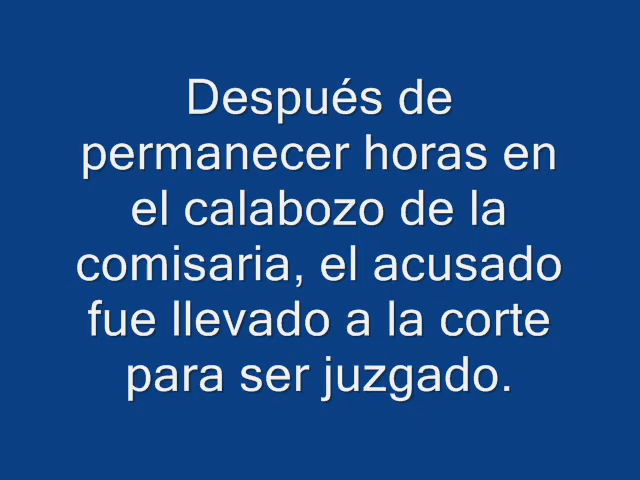 Después de
permanecer horas en
el calabozo de la
comisaria, el acusado
fue llevado a la corte
para ser juzgado.